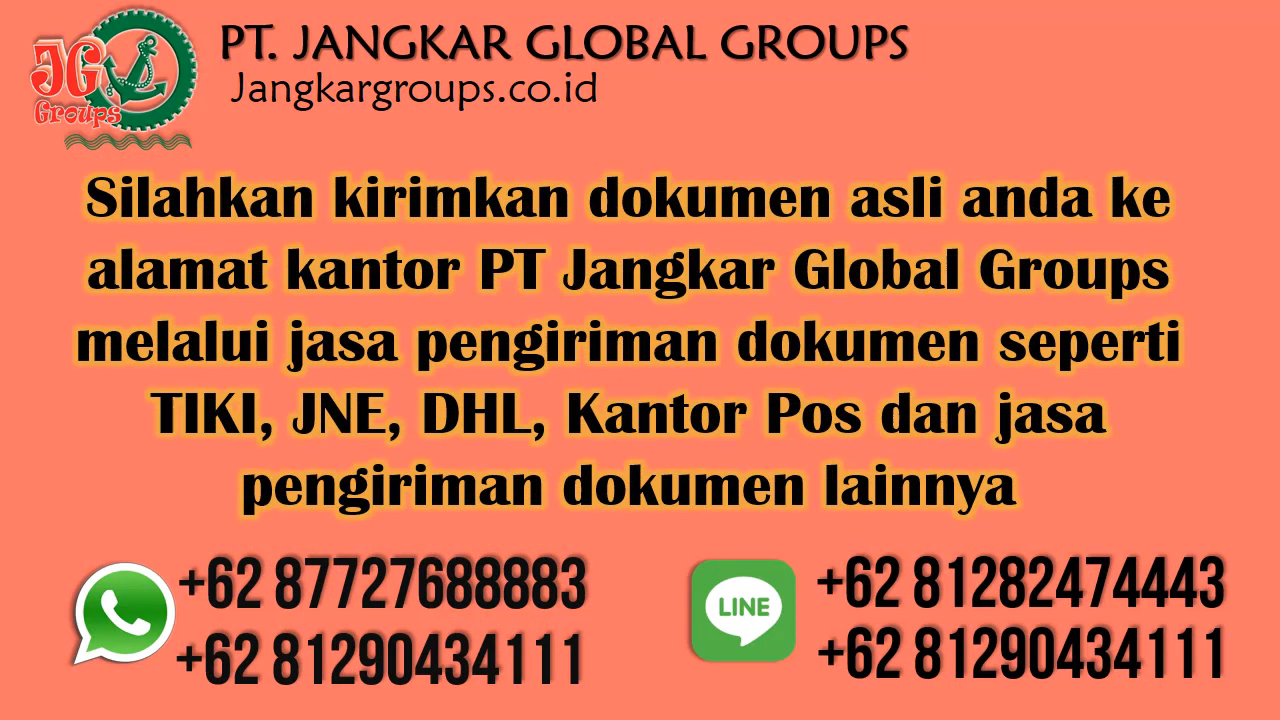 JG
Groups
PT. JANGKAR GLOBAL GROUPS
Jangkargroups.co.id
Silahkan kirimkan dokumen asli anda ke
alamat kantor PT Jangkar Global Groups
melalui jasa pengiriman dokumen seperti
TIKI, JNE, DHL, Kantor Pos dan jasa
pengiriman dokumen lainnya
+62 87727688883
+62 81290434111
LINE
+62 81282474443
+62 81290434111